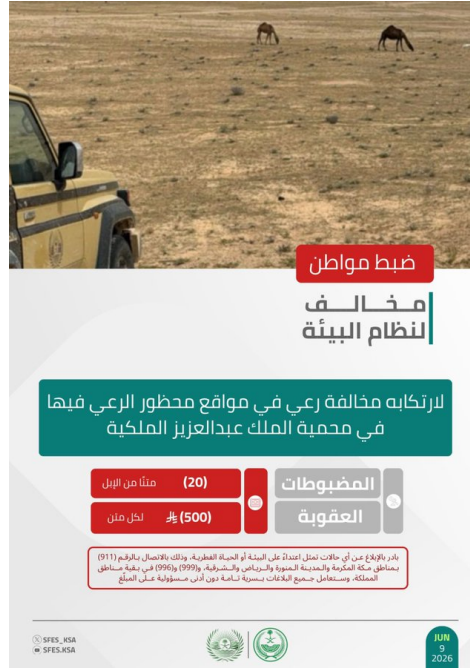 ضبط مواطن
مخالف
لنظام البيئة
لارتكابه مخالفة رعي في مواقع محظور الرعي فيها
في محمية الملك عبدالعزيز الملكية
المضبوطات
(20) متنًا من الإبل
العقوبة
(500) لكل متن
بادر بالإبلاغ عن أي حالات تمثل اعتداءً على البيئة أو الحياة الفطرية، وذلك بالاتصال بالرقم (911)
بمناطق مكة المكرمة والمدينة المنورة والرياض والشرقية، و(999) و(996) في بقية مناطق
المملكة، وستعامل جميع البلاغات بسرية تامة دون أدنى مسؤولية على المبلّغ
SFES_KSA
SFES.KSA
JUN
9
2026